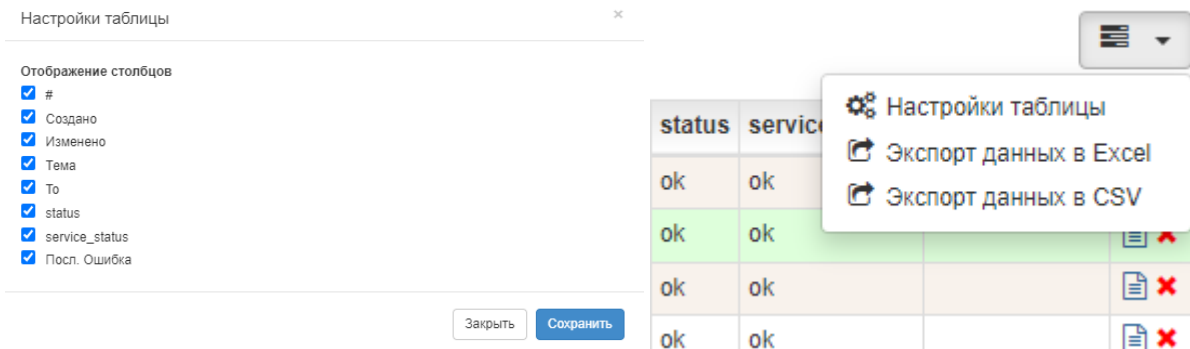 Настройки таблицы
×
Отображение столбцов
#
Создано
Изменено
Тема
To
status
service_status
Посл. Ошибка
Закрыть
Сохранить
Настройки таблицы
Экспорт данных в Excel
Экспорт данных в CSV
status
ok ok
ok ok
ok ok
ok ok